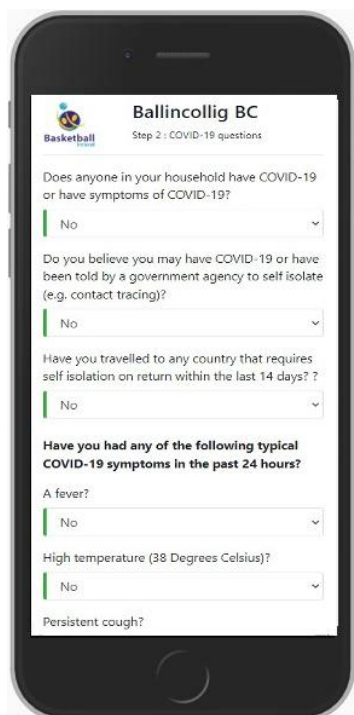 Ballincollig BC
Basketball
Ireland
Step 2 : COVID-19 questions
Does anyone in your household have COVID-19
or have symptoms of COVID-19?
No
Do you believe you may have COVID-19 or have
been told by a government agency to self isolate
(e.g. contact tracing)?
No
Have you travelled to any country that requires
self isolation on return within the last 14 days? ?
No
Have you had any of the following typical
COVID-19 symptoms in the past 24 hours?
A fever?
No
High temperature (38 Degrees Celsius)?
No
Persistent cough?